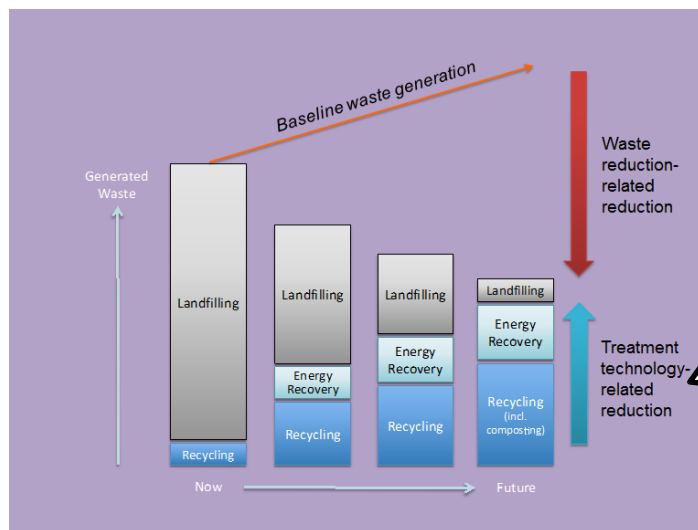 Baseline waste generation
Waste
reduction-
related
reduction
Generated
Waste
Landfilling
Recycling
Landfilling
Energy
Recovery
Recycling
Landfilling
Energy
Recovery
Recycling
Landfilling
Energy
Recovery
Recycling
(incl.
composting)
Treatment
technology-
related
reduction
Now
Future